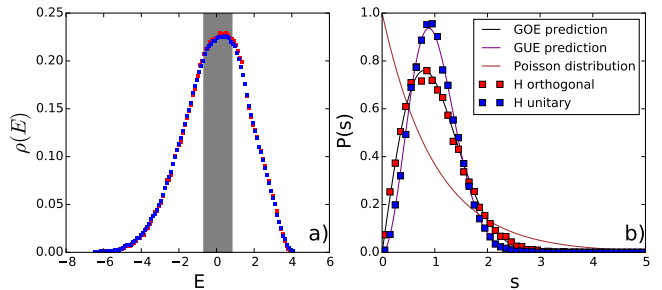 0.25
0.20
0.15
0.10
0.05
0.00
ρ(E)
−8 −6 −4 −2 0 2 4 6
E
a)
1.0
0.8
0.6
0.4
0.2
0.0
P(s)
GOE prediction
GUE prediction
Poisson distribution
H orthogonal
H unitary
0 1 2 3 4 5
s
b)